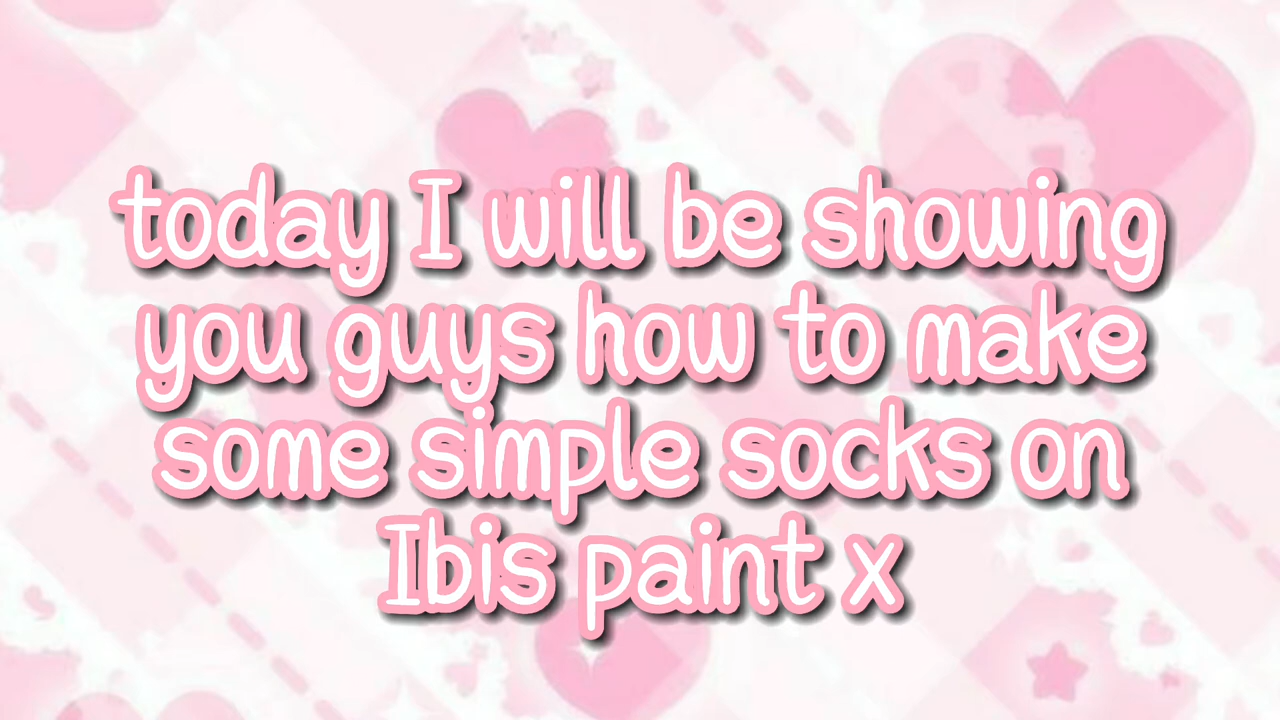 today I will be showing
you guys how to make
some simple socks on
Ibis paint x